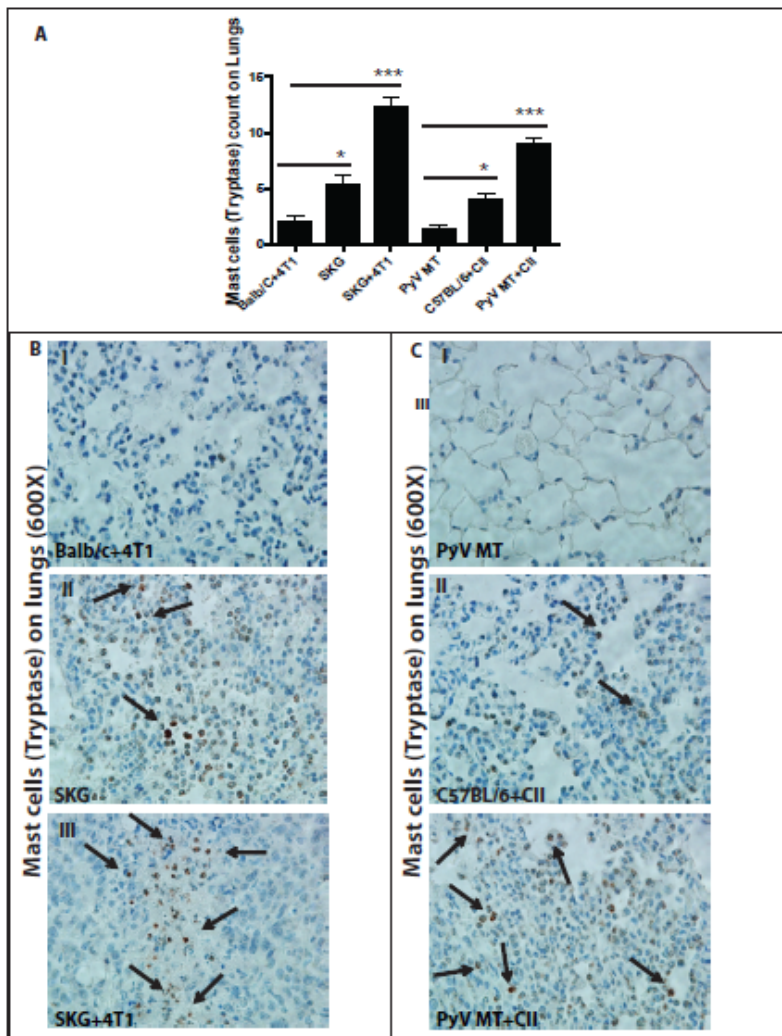 A
Mast cells (Tryptase) count on Lungs
15
10
5
0
***
*
***
*
Balb/C+4T1
SKG
SKG+4T1
PyV MT
C57BL/6+CII
PyV MT+CII
B
Mast cells (Tryptase) on lungs (600X)
I
Balb/c+4T1
II
SKG
III
SKG+4T1
C
Mast cells (Tryptase) on lungs (600X)
I
III
PyV MT
II
C57BL/6+CII
PyV MT+CII